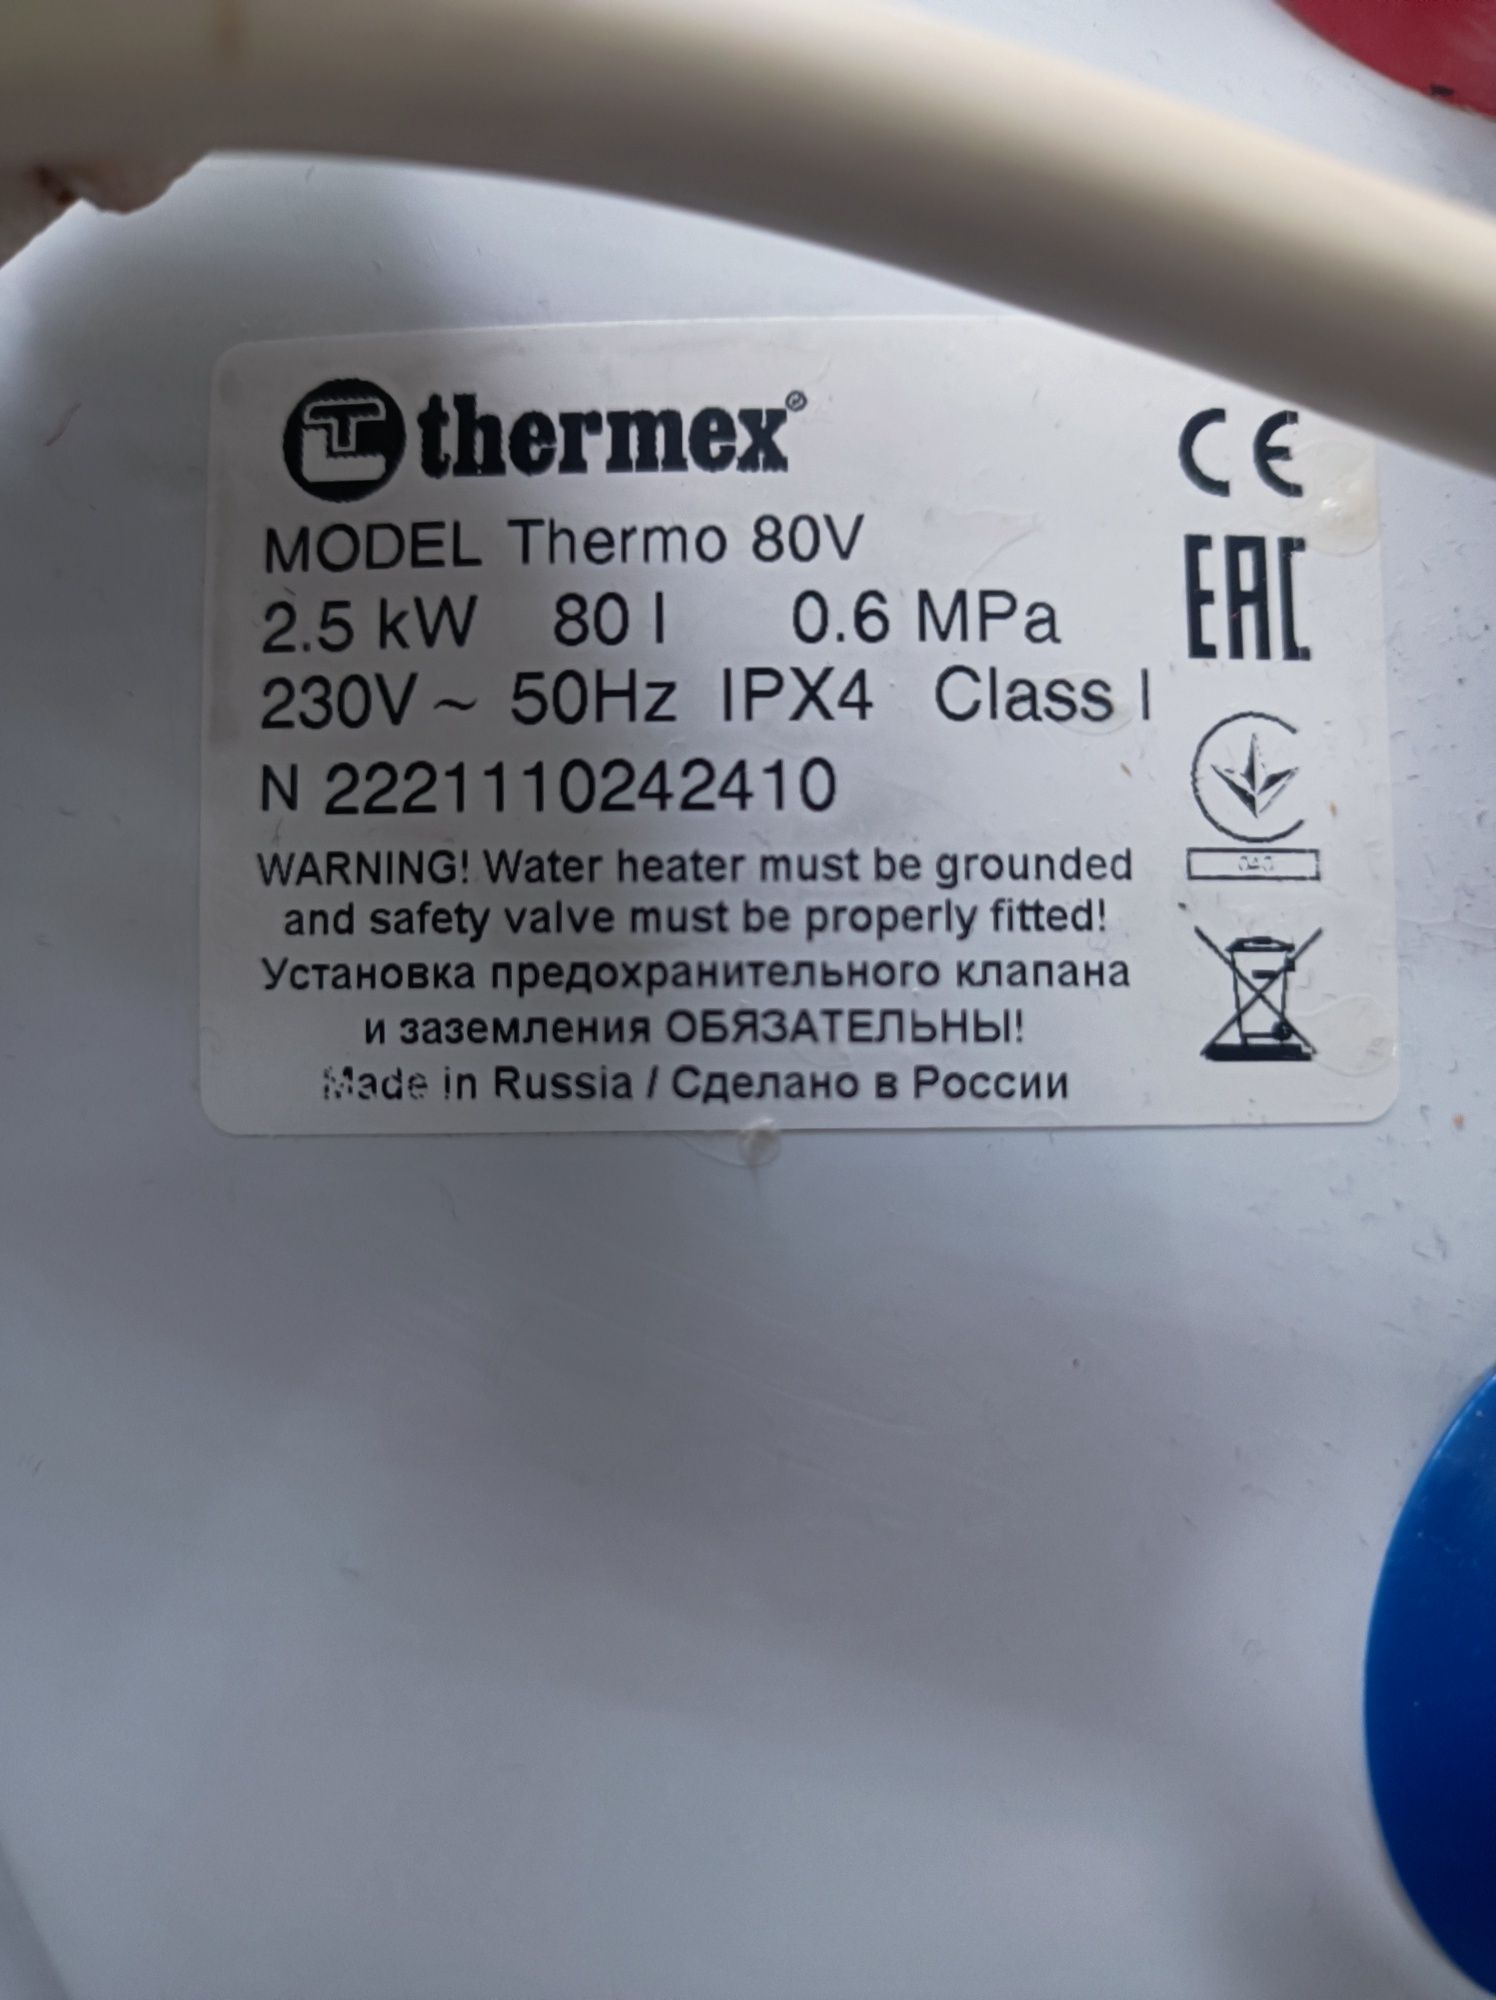 thermex®
MODEL Thermo 80V
2.5 kW 80 l 0.6 MPa
230V ~ 50Hz IPX4 Class I
N 2221110242410
WARNING! Water heater must be grounded
and safety valve must be properly fitted!
Установка предохранительного клапана
и заземления ОБЯЗАТЕЛЬНЫ!
Made in Russia / Сделано в России
CE
EAC